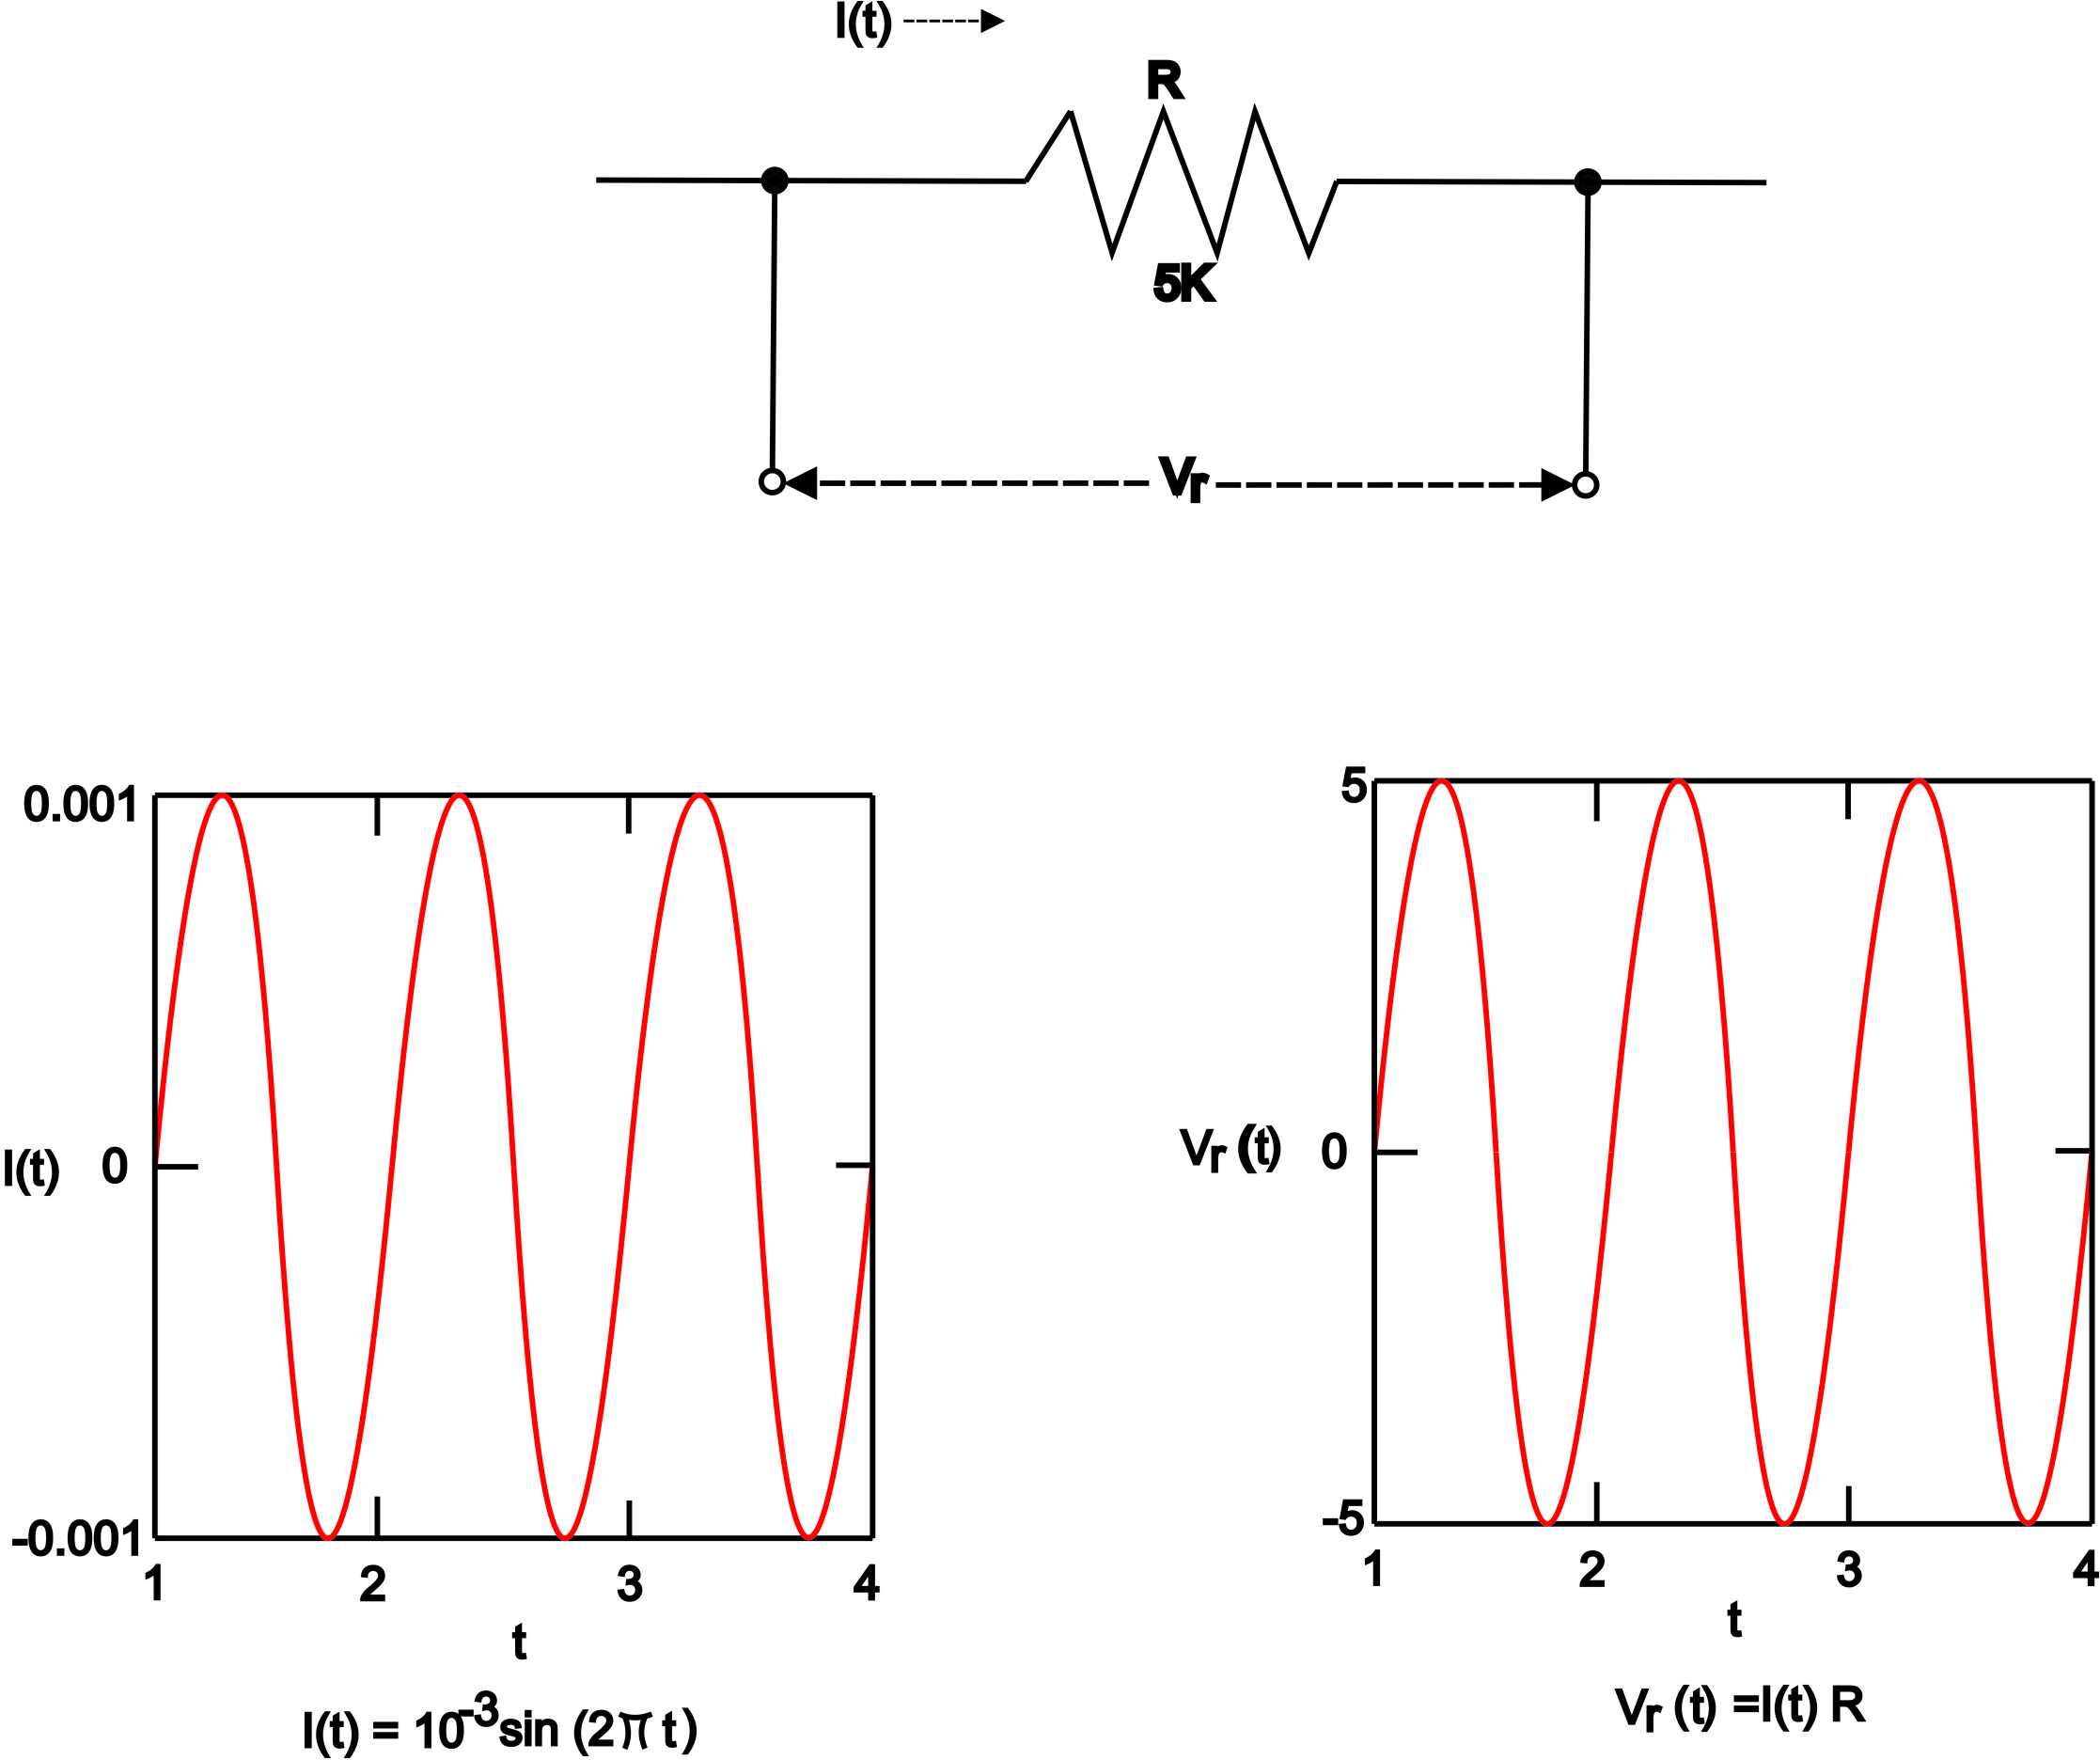 I(t)
R
5K
Vr
0.001
I(t) 0
-0.001
1 2 3 4
t
I(t) = 10⁻³sin (2π t)
5
Vr (t) 0
-5
1 2 3 4
t
Vr (t) =I(t) R